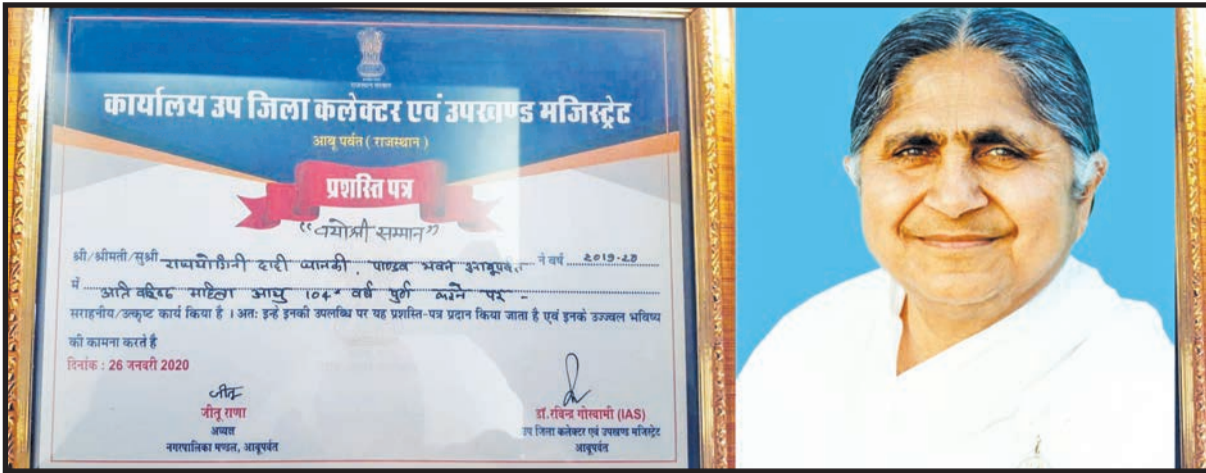 राजस्थान सरकार
कार्यालय उप जिला कलेक्टर एवं उपखण्ड मजिस्ट्रेट
आबू पर्वत ( राजस्थान )
प्रशस्ति पत्र
“वयोश्री सम्मान”
श्री/श्रीमती/सुश्री राजयोगिनी दादी जानकी, पाण्डव भवन आबूपर्वत ने वर्ष 2019-20
में अति वरिष्ठ महिला आयु 104 वर्ष पुर्ण करने पर -
सराहनीय/उत्कृष्ट कार्य किया है । अतः इन्हें इनकी उपलब्धि पर यह प्रशस्ति-पत्र प्रदान किया जाता है एवं इनके उज्ज्वल भविष्य
की कामना करते है
दिनांक : 26 जनवरी 2020
जीतू
जीतू राणा
अध्यक्ष
नगरपालिका मण्डल, आबूपर्वत
डॉ. रविन्द्र गोस्वामी (IAS)
उप जिला कलेक्टर एवं उपखण्ड मजिस्ट्रेट
आबूपर्वत